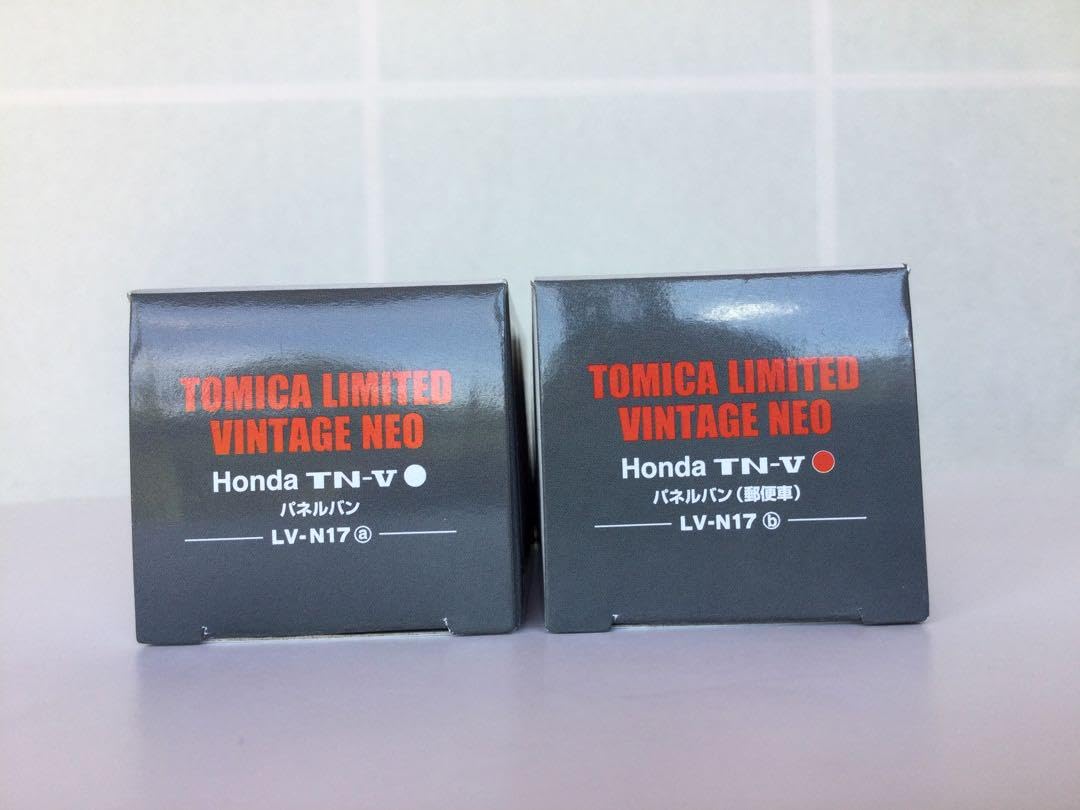 TOMICA LIMITED
VINTAGE NEO
Honda TN-V
パネルバン
LV-N17 ⓐ
TOMICA LIMITED
VINTAGE NEO
Honda TN-V
パネルバン(郵便車)
LV-N17 ⓑ